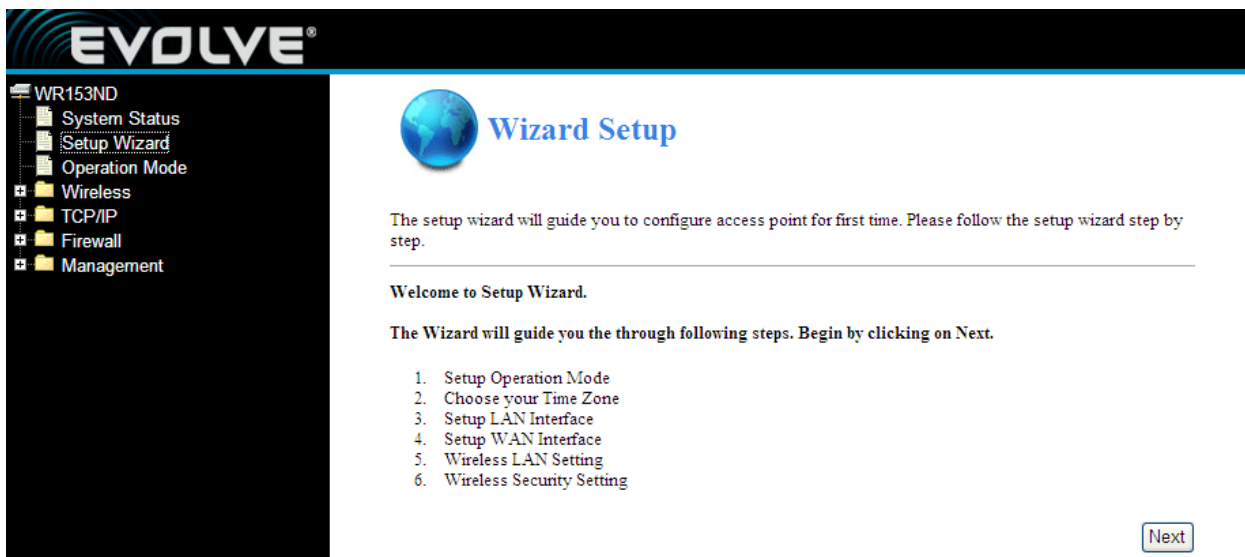 EVOLVE®
WR153ND
System Status
Setup Wizard
Operation Mode
Wireless
TCP/IP
Firewall
Management
Wizard Setup
The setup wizard will guide you to configure access point for first time. Please follow the setup wizard step by
step.
Welcome to Setup Wizard.
The Wizard will guide you the through following steps. Begin by clicking on Next.
1. Setup Operation Mode
2. Choose your Time Zone
3. Setup LAN Interface
4. Setup WAN Interface
5. Wireless LAN Setting
6. Wireless Security Setting
Next